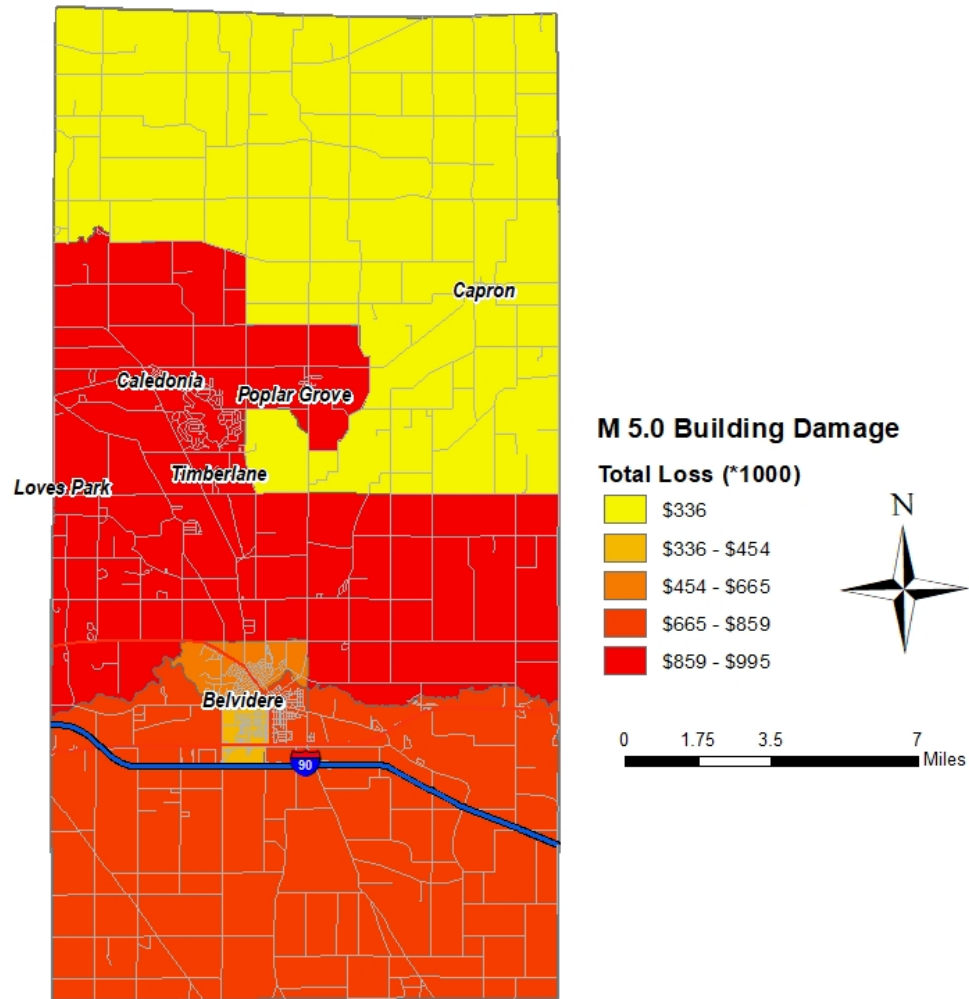 Capron
Caledonia
Poplar Grove
Timberlane
Loves Park
Belvidere
90
M 5.0 Building Damage
Total Loss (*1000)
$336
$336 - $454
$454 - $665
$665 - $859
$859 - $995
N
0 1.75 3.5 7
Miles